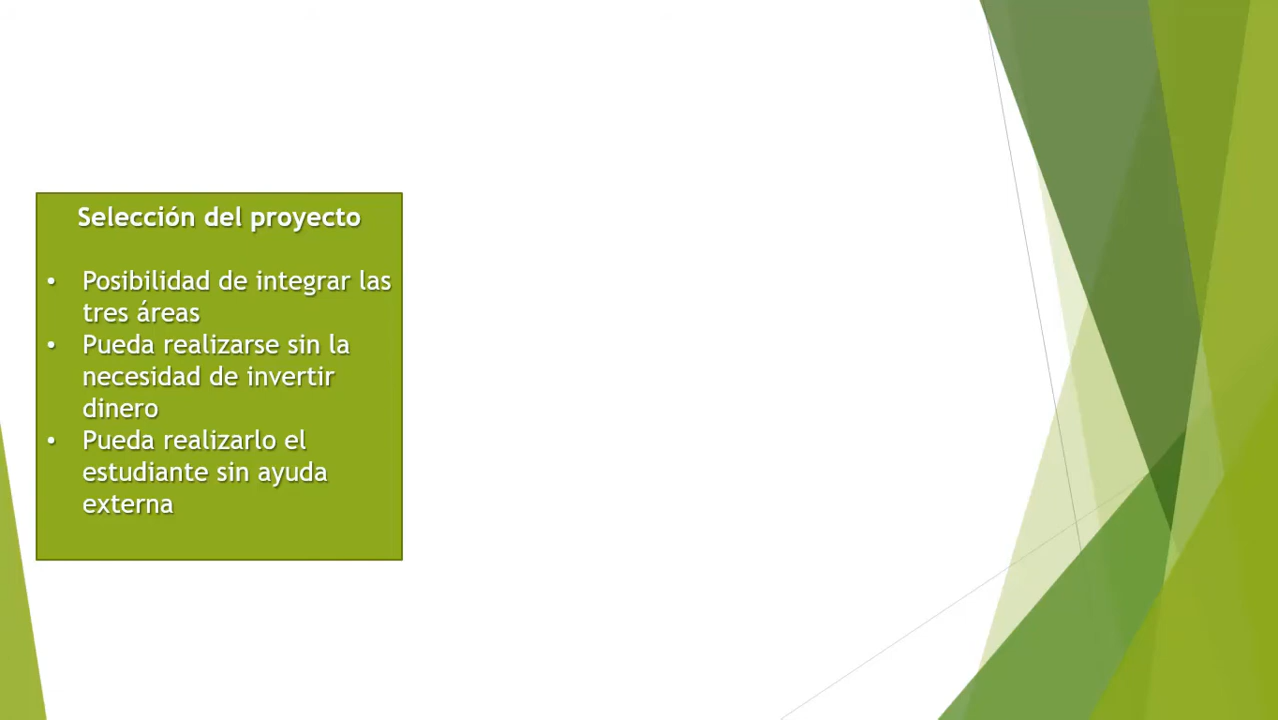 Selección del proyecto
• Posibilidad de integrar las
tres áreas
• Pueda realizarse sin la
necesidad de invertir
dinero
• Pueda realizarlo el
estudiante sin ayuda
externa